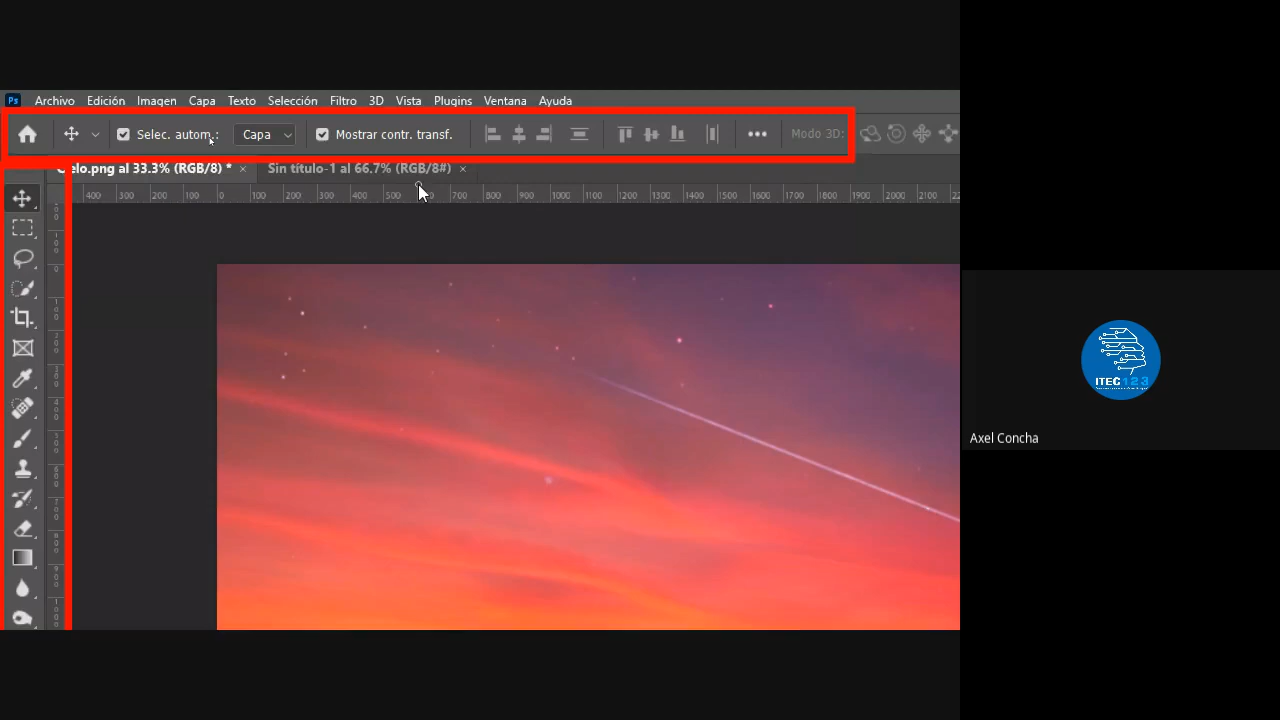 Ps Archivo Edición Imagen Capa Texto Selección Filtro 3D Vista Plugins Ventana Ayuda
Selec. autom.: Capa Mostrar contr. transf. Modo 3D:
elo.png al 33.3% (RGB/8) * × Sin título-1 al 66.7% (RGB/8#) ×
400 300 200 100 0 100 200 300 400 500 700 800 900 1000 1100 1200 1300 1400 1500 1600 1700 1800 1900 2000 2100
ITEC123
Axel Concha